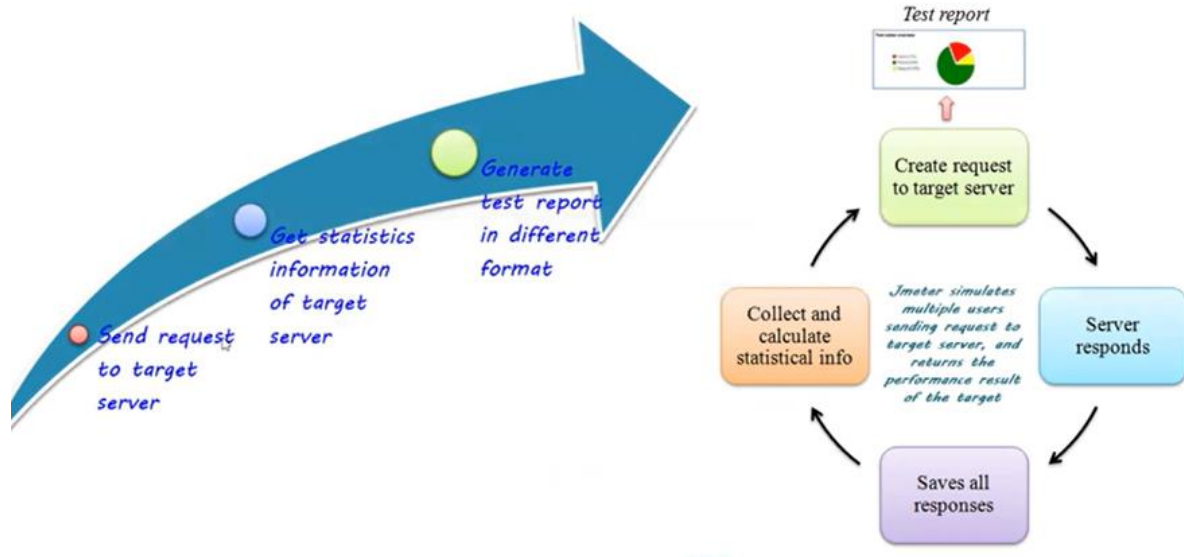 Send request
to target
server
Get statistics
information
of target
server
Generate
test report
in different
format
Test report
Create request
to target server
Server
responds
Saves all
responses
Collect and
calculate
statistical info
Jmeter simulates
multiple users
sending request to
target server, and
returns the
performance result
of the target